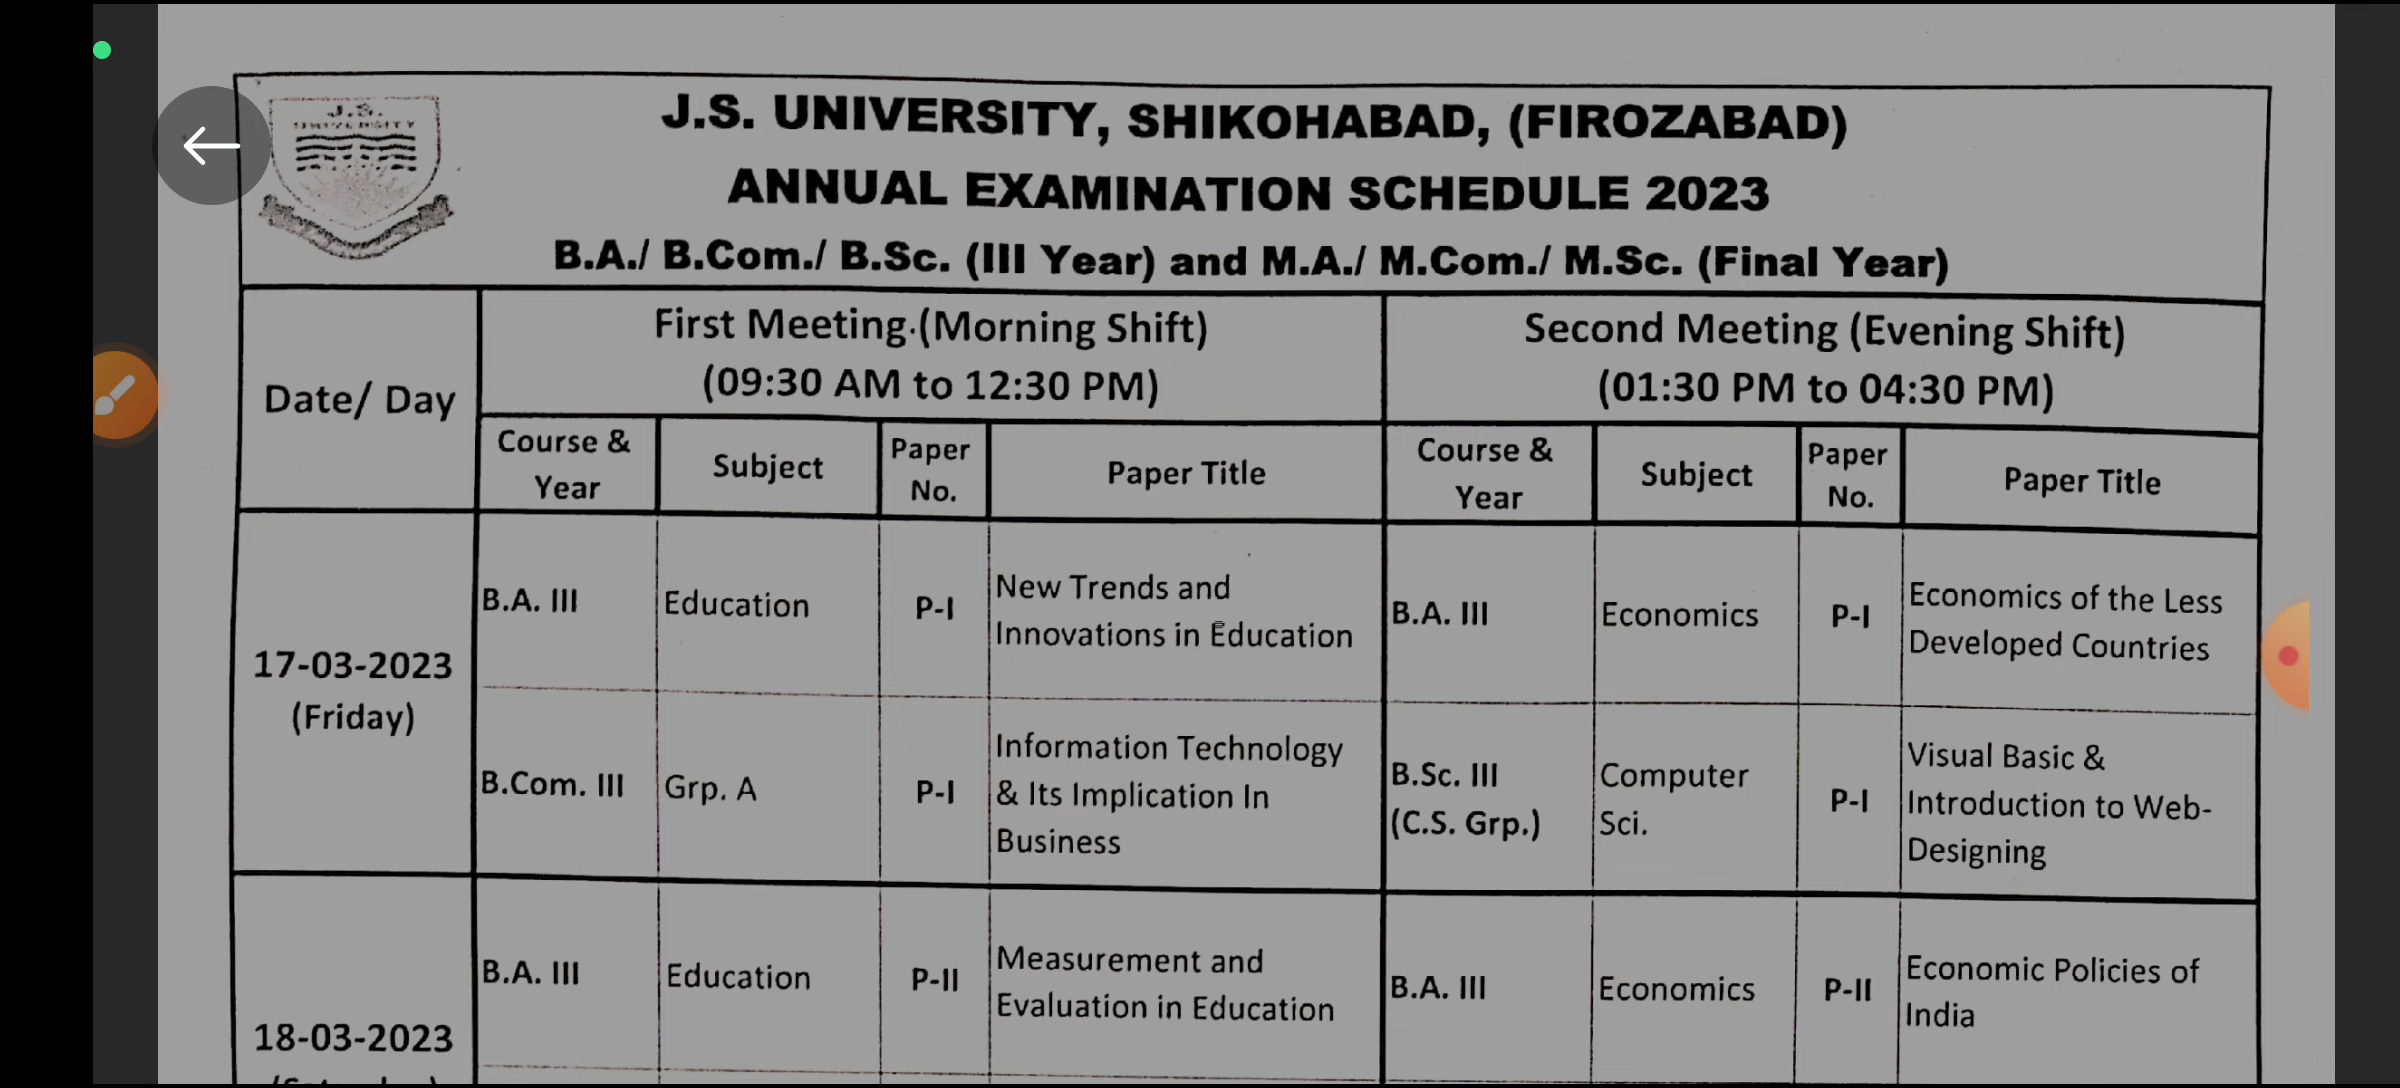 J.S.
UNIVERSITY
J.S. UNIVERSITY, SHIKOHABAD, (FIROZABAD)
ANNUAL EXAMINATION SCHEDULE 2023
B.A./ B.Com./ B.Sc. (III Year) and M.A./ M.Com./ M.Sc. (Final Year)
Date/ Day
First Meeting (Morning Shift)
(09:30 AM to 12:30 PM)
Second Meeting (Evening Shift)
(01:30 PM to 04:30 PM)
Course &
Year
Subject
Paper
No.
Paper Title
Course &
Year
Subject
Paper
No.
Paper Title
17-03-2023
(Friday)
B.A. III
Education
P-I
New Trends and
Innovations in Education
B.A. III
Economics
P-I
Economics of the Less
Developed Countries
B.Com. III
Grp. A
P-I
Information Technology
& Its Implication In
Business
B.Sc. III
(C.S. Grp.)
Computer
Sci.
P-I
Visual Basic &
Introduction to Web-
Designing
18-03-2023
B.A. III
Education
P-II
Measurement and
Evaluation in Education
B.A. III
Economics
P-II
Economic Policies of
India